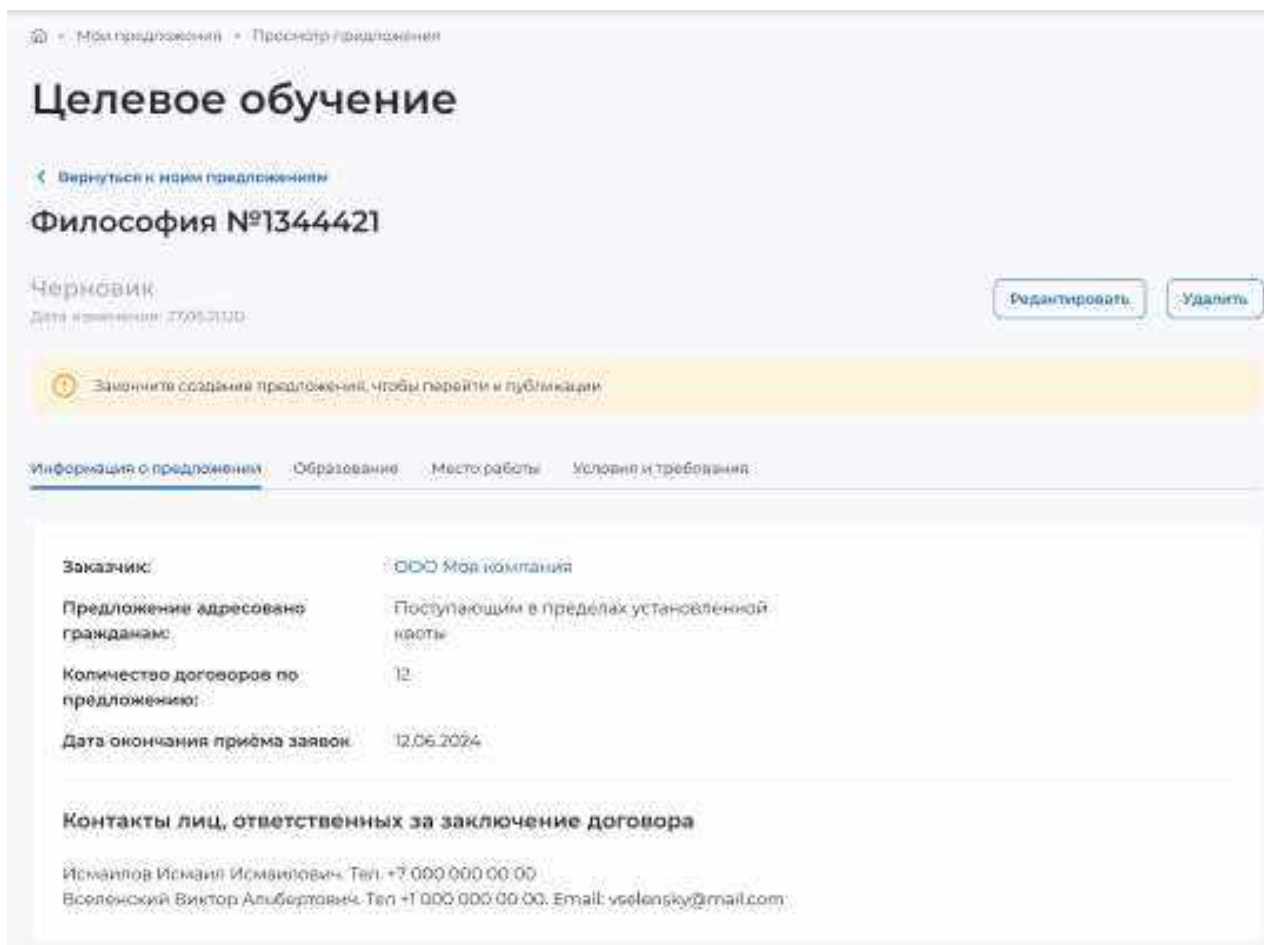 Мои предложения • Просмотр предложения
Целевое обучение
Вернуться к моим предложениям
Философия №1344421
Черновик
Дата изменения:
Редактировать
Удалить
Закончите создание предложения, чтобы перейти к публикации
Информация о предложении
Образование
Место работы
Условия и требования
Заказчик:
ООО Моя компания
Предложение адресовано
гражданам:
Поступающим в пределах установленной
квоты
Количество договоров по
предложению:
12
Дата окончания приёма заявок
12.06.2024
Контакты лиц, ответственных за заключение договора
Исмаилов Исмаил Исмаилович. Тел. +7 000 000 00 00
Вселенский Виктор Альбертович. Тел +1 000 000 00 00. Email: vselensky@mail.com